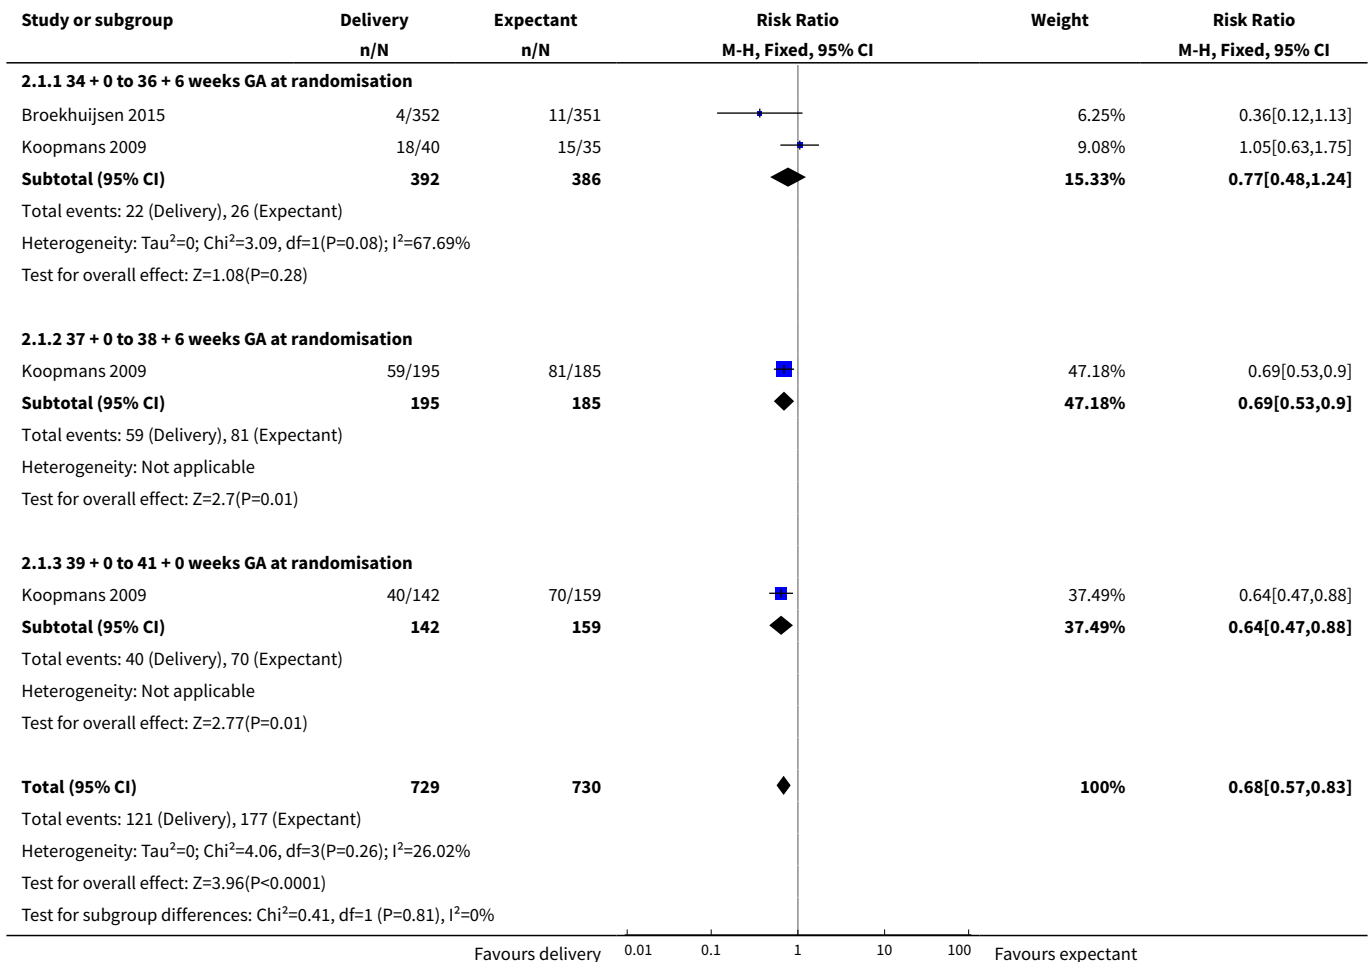 Study or subgroup Delivery Expectant Risk Ratio Weight Risk Ratio
n/N n/N M-H, Fixed, 95% CI M-H, Fixed, 95% CI
2.1.1 34 + 0 to 36 + 6 weeks GA at randomisation
Broekhuijsen 2015 4/352 11/351 6.25% 0.36[0.12,1.13]
Koopmans 2009 18/40 15/35 9.08% 1.05[0.63,1.75]
Subtotal (95% CI) 392 386 15.33% 0.77[0.48,1.24]
Total events: 22 (Delivery), 26 (Expectant)
Heterogeneity: Tau²=0; Chi²=3.09, df=1(P=0.08); I²=67.69%
Test for overall effect: Z=1.08(P=0.28)
2.1.2 37 + 0 to 38 + 6 weeks GA at randomisation
Koopmans 2009 59/195 81/185 47.18% 0.69[0.53,0.9]
Subtotal (95% CI) 195 185 47.18% 0.69[0.53,0.9]
Total events: 59 (Delivery), 81 (Expectant)
Heterogeneity: Not applicable
Test for overall effect: Z=2.7(P=0.01)
2.1.3 39 + 0 to 41 + 0 weeks GA at randomisation
Koopmans 2009 40/142 70/159 37.49% 0.64[0.47,0.88]
Subtotal (95% CI) 142 159 37.49% 0.64[0.47,0.88]
Total events: 40 (Delivery), 70 (Expectant)
Heterogeneity: Not applicable
Test for overall effect: Z=2.77(P=0.01)
Total (95% CI) 729 730 100% 0.68[0.57,0.83]
Total events: 121 (Delivery), 177 (Expectant)
Heterogeneity: Tau²=0; Chi²=4.06, df=3(P=0.26); I²=26.02%
Test for overall effect: Z=3.96(P<0.0001)
Test for subgroup differences: Chi²=0.41, df=1 (P=0.81), I²=0%
Favours delivery 0.01 0.1 1 10 100 Favours expectant